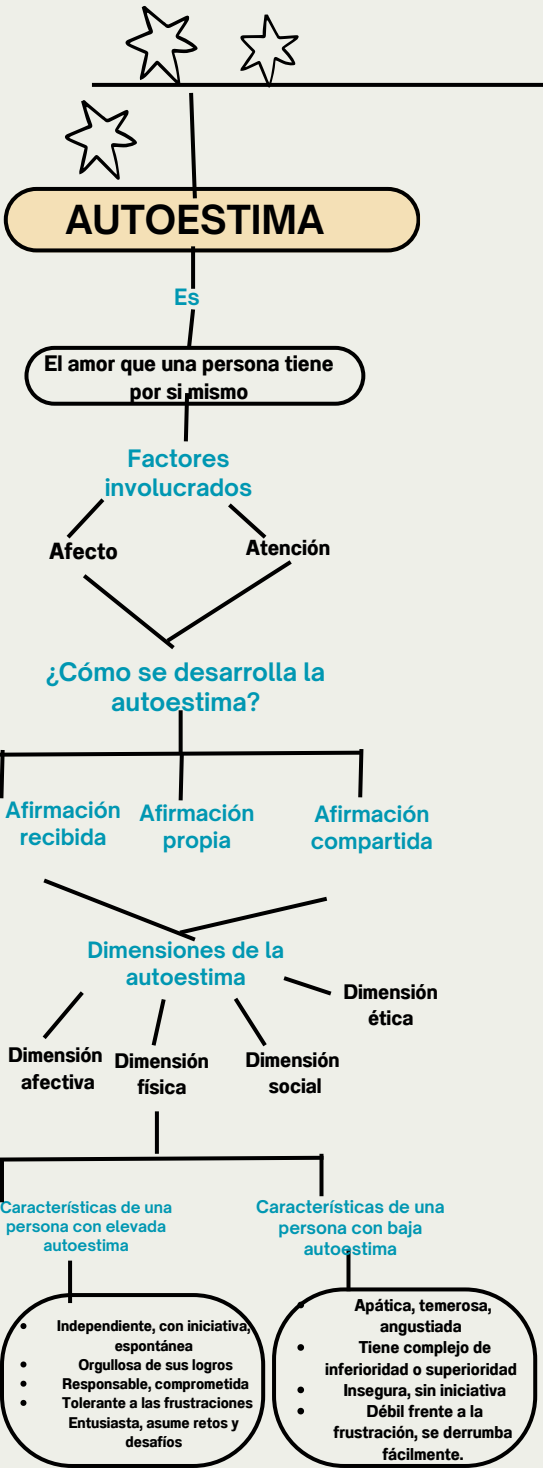 AUTOESTIMA
Es
El amor que una persona tiene
por si mismo
Factores
involucrados
Afecto
Atención
¿Cómo se desarrolla la
autoestima?
Afirmación
recibida
Afirmación
propia
Afirmación
compartida
Dimensiones de la
autoestima
Dimensión
ética
Dimensión
afectiva
Dimensión
física
Dimensión
social
Características de una
persona con elevada
autoestima
Características de una
persona con baja
autoestima
Independiente, con iniciativa,
espontánea
Orgullosa de sus logros
Responsable, comprometida
Tolerante a las frustraciones
Entusiasta, asume retos y
desafíos
Apática, temerosa,
angustiada
Tiene complejo de
inferioridad o superioridad
Insegura, sin iniciativa
Débil frente a la
frustración, se derrumba
fácilmente.